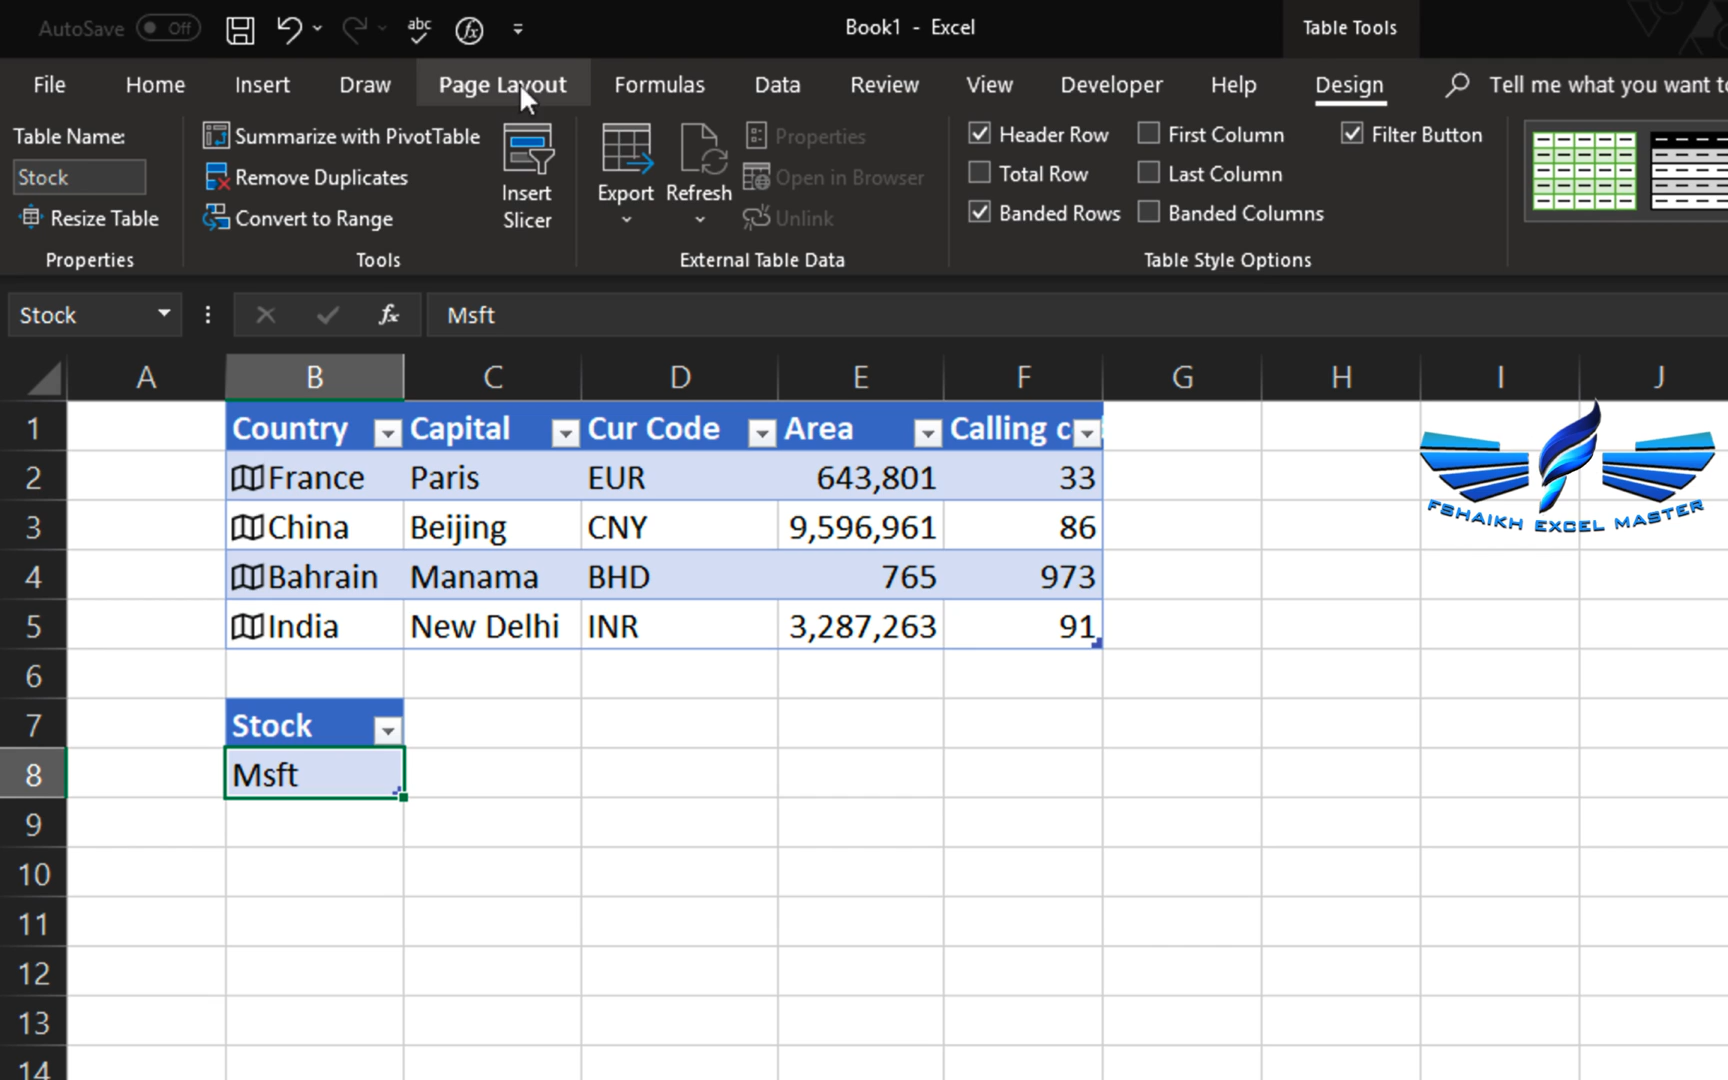 AutoSave Off abc Book1 - Excel Table Tools
File Home Insert Draw Page Layout Formulas Data Review View Developer Help Design Tell me what you want
Table Name:
Stock
Resize Table
Properties
Summarize with PivotTable
Remove Duplicates
Convert to Range
Tools
Insert
Slicer
Export
Refresh
Properties
Open in Browser
Unlink
External Table Data
Header Row
Total Row
Banded Rows
First Column
Last Column
Banded Columns
Filter Button
Table Style Options
Stock fx Msft
A B C D E F G H I J
1 Country Capital Cur Code Area Calling
2 France Paris EUR 643,801 33
3 China Beijing CNY 9,596,961 86
4 Bahrain Manama BHD 765 973
5 India New Delhi INR 3,287,263 91
6
7 Stock
8 Msft
9
10
11
12
13
14
FSHAIKH EXCEL MASTER